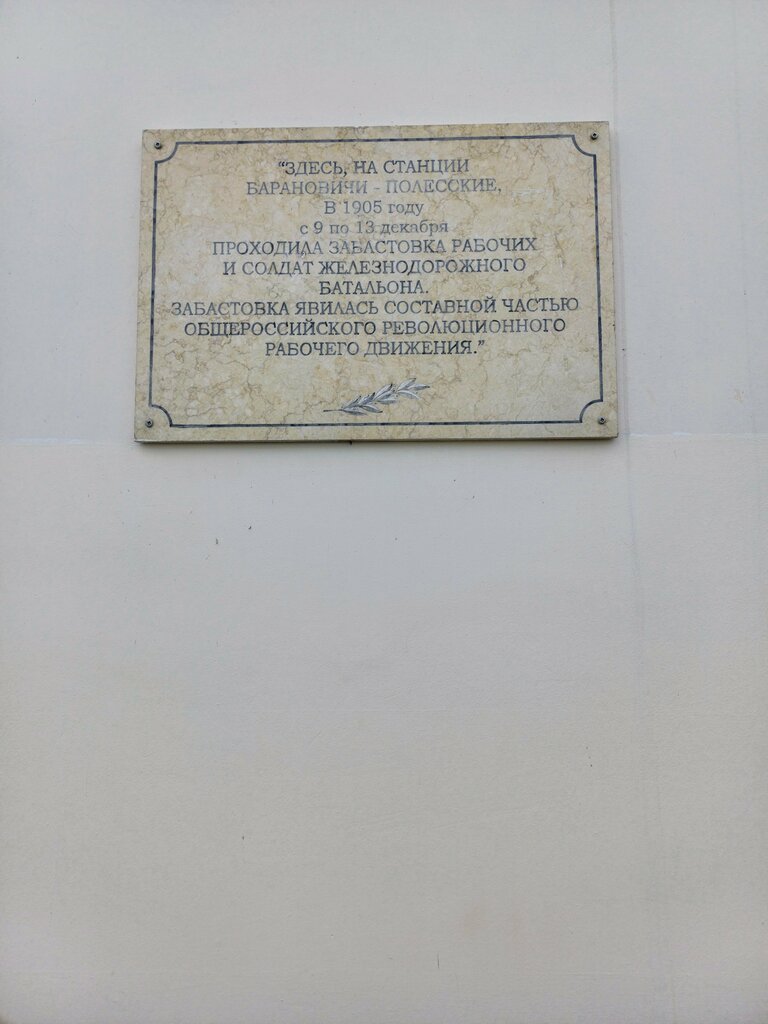 “ЗДЕСЬ, НА СТАНЦИИ
БАРАНОВИЧИ - ПОЛЕССКИЕ,
В 1905 году
с 9 по 13 декабря
ПРОХОДИЛА ЗАБАСТОВКА РАБОЧИХ
И СОЛДАТ ЖЕЛЕЗНОДОРОЖНОГО
БАТАЛЬОНА.
ЗАБАСТОВКА ЯВИЛАСЬ СОСТАВНОЙ ЧАСТЬЮ
ОБЩЕРОССИЙСКОГО РЕВОЛЮЦИОННОГО
РАБОЧЕГО ДВИЖЕНИЯ.”